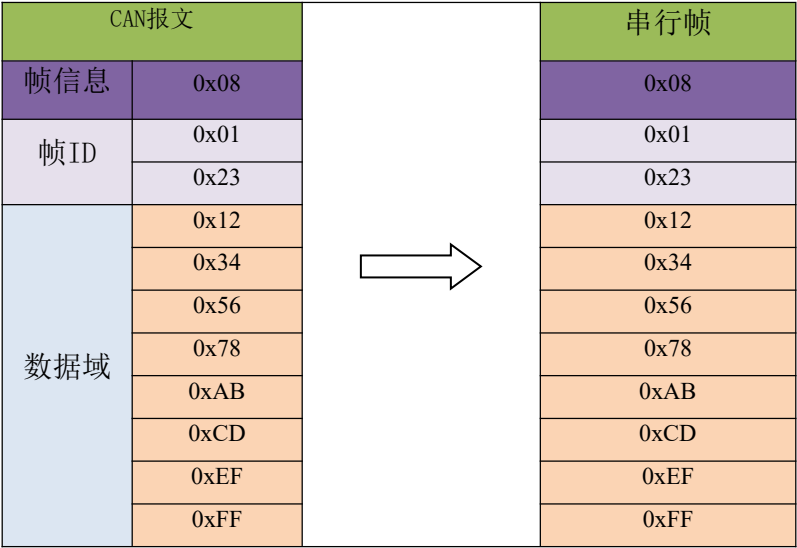 CAN报文 串行帧
帧信息 0x08 0x08
帧ID 0x01 0x01
0x23 0x23
数据域 0x12 0x12
0x34 0x34
0x56 0x56
0x78 0x78
0xAB 0xAB
0xCD 0xCD
0xEF 0xEF
0xFF 0xFF